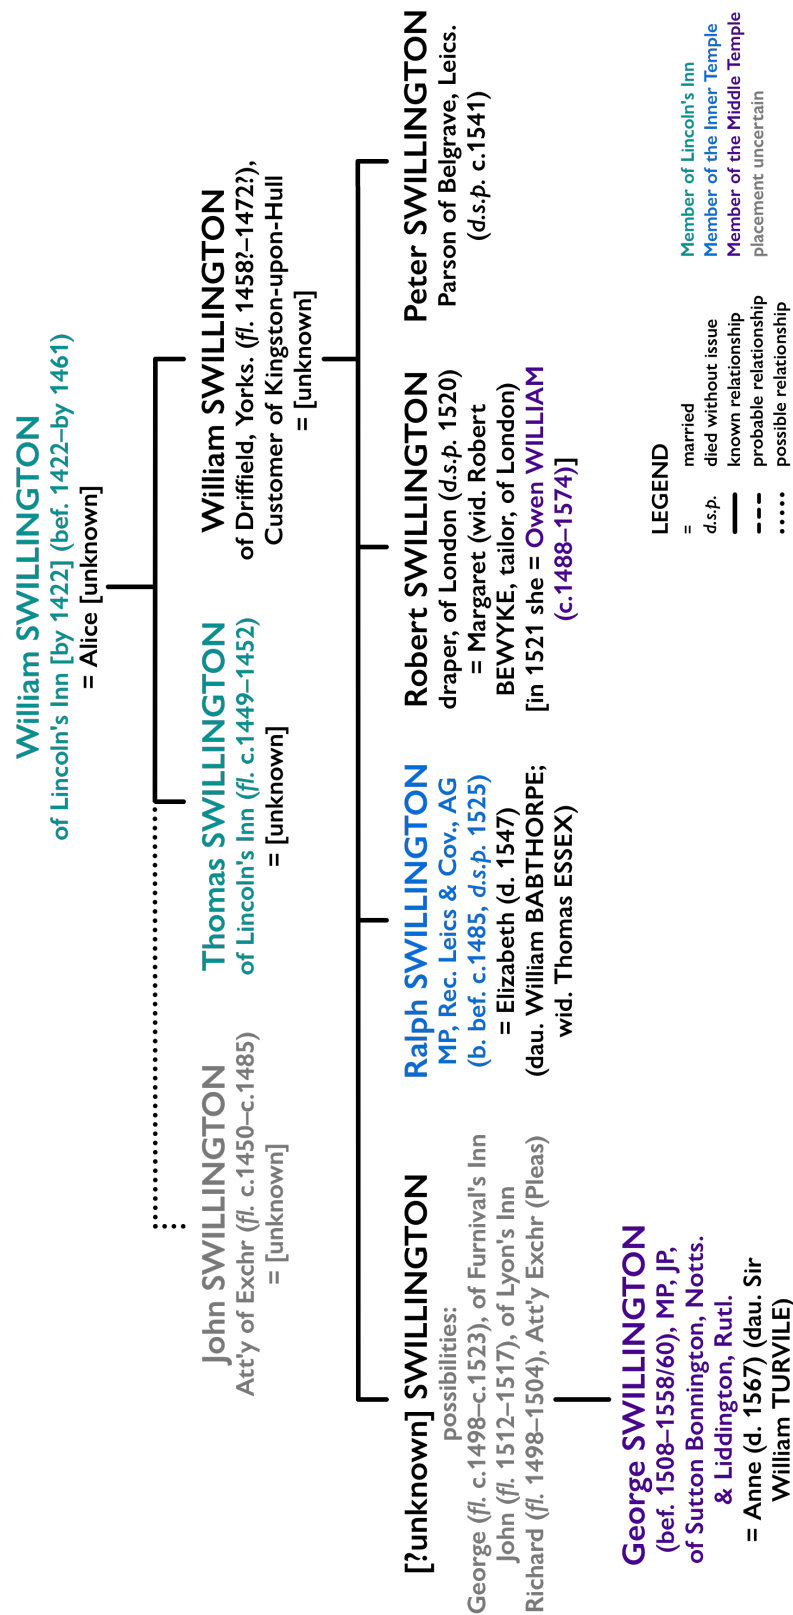 William SWILLINGTON
of Lincoln's Inn [by 1422] (bef. 1422–by 1461)
= Alice [unknown]
John SWILLINGTON
Att'y of Exchr (fl. c.1450–c.1485)
= [unknown]
Thomas SWILLINGTON
of Lincoln's Inn (fl. c.1449–1452)
= [unknown]
William SWILLINGTON
of Driffield, Yorks. (fl. 1458?–1472?),
Customer of Kingston-upon-Hull
= [unknown]
[?unknown] SWILLINGTON
possibilities:
George (fl. c.1498–c.1523), of Furnival's Inn
John (fl. 1512–1517), of Lyon's Inn
Richard (fl. 1498–1504), Att'y Exchr (Pleas)
Ralph SWILLINGTON
MP, Rec. Leics & Cov., AG
(b. bef. c.1485, d.s.p. 1525)
= Elizabeth (d. 1547)
(dau. William BABTHORPE;
wid. Thomas ESSEX)
Robert SWILLINGTON
draper, of London (d.s.p. 1520)
= Margaret (wid. Robert
BEWYKE, tailor, of London)
[in 1521 she = Owen WILLIAM
(c.1488–1574)]
Peter SWILLINGTON
Parson of Belgrave, Leics.
(d.s.p. c.1541)
George SWILLINGTON
(bef. 1508–1558/60), MP, JP,
of Sutton Bonnington, Notts.
& Liddington, Rutl.
= Anne (d. 1567) (dau. Sir
William TURVILE)
LEGEND
= married
d.s.p. died without issue
known relationship
probable relationship
possible relationship
Member of Lincoln's Inn
Member of the Inner Temple
Member of the Middle Temple
placement uncertain